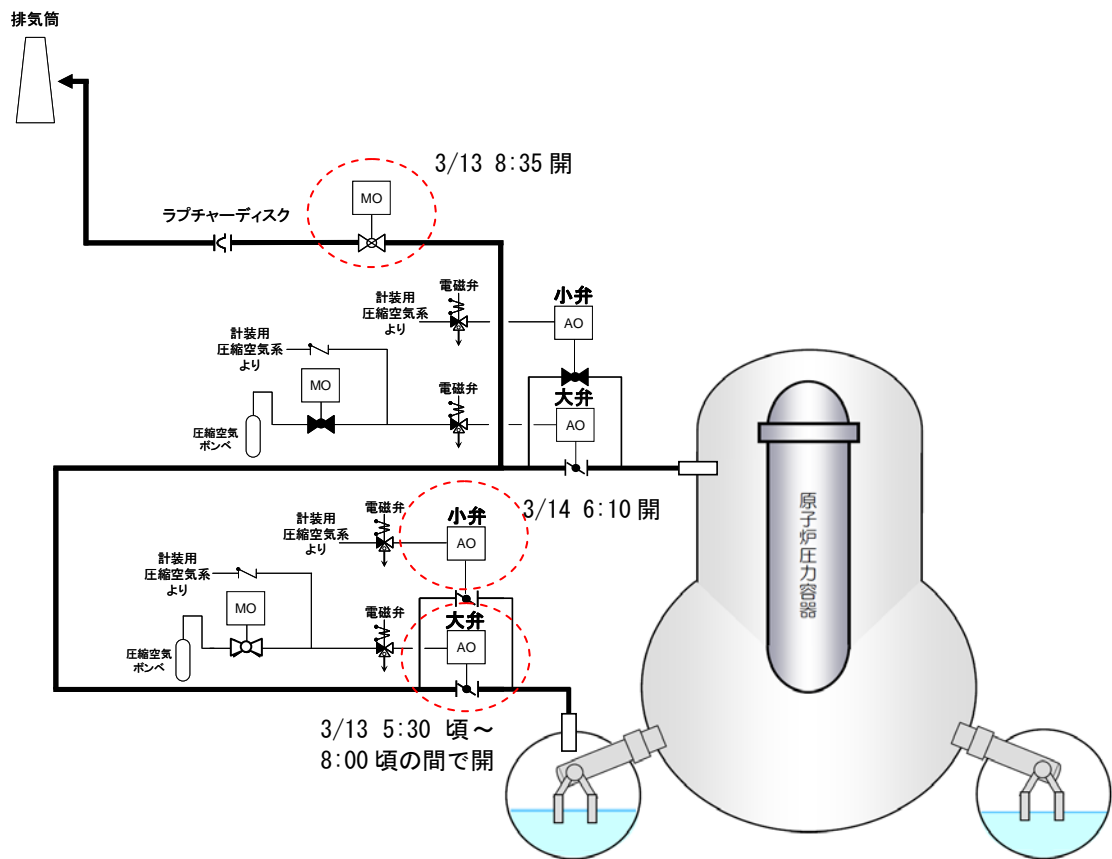 排気筒
3/13 8:35 開
MO
ラプチャーディスク
電磁弁
小弁
計装用
圧縮空気系
より
AO
計装用
圧縮空気系
より
MO
電磁弁
大弁
AO
圧縮空気
ボンベ
原子炉圧力容器
3/14 6:10 開
電磁弁
小弁
計装用
圧縮空気系
より
AO
計装用
圧縮空気系
より
MO
電磁弁
大弁
AO
圧縮空気
ボンベ
3/13 5:30 頃～
8:00 頃の間で開